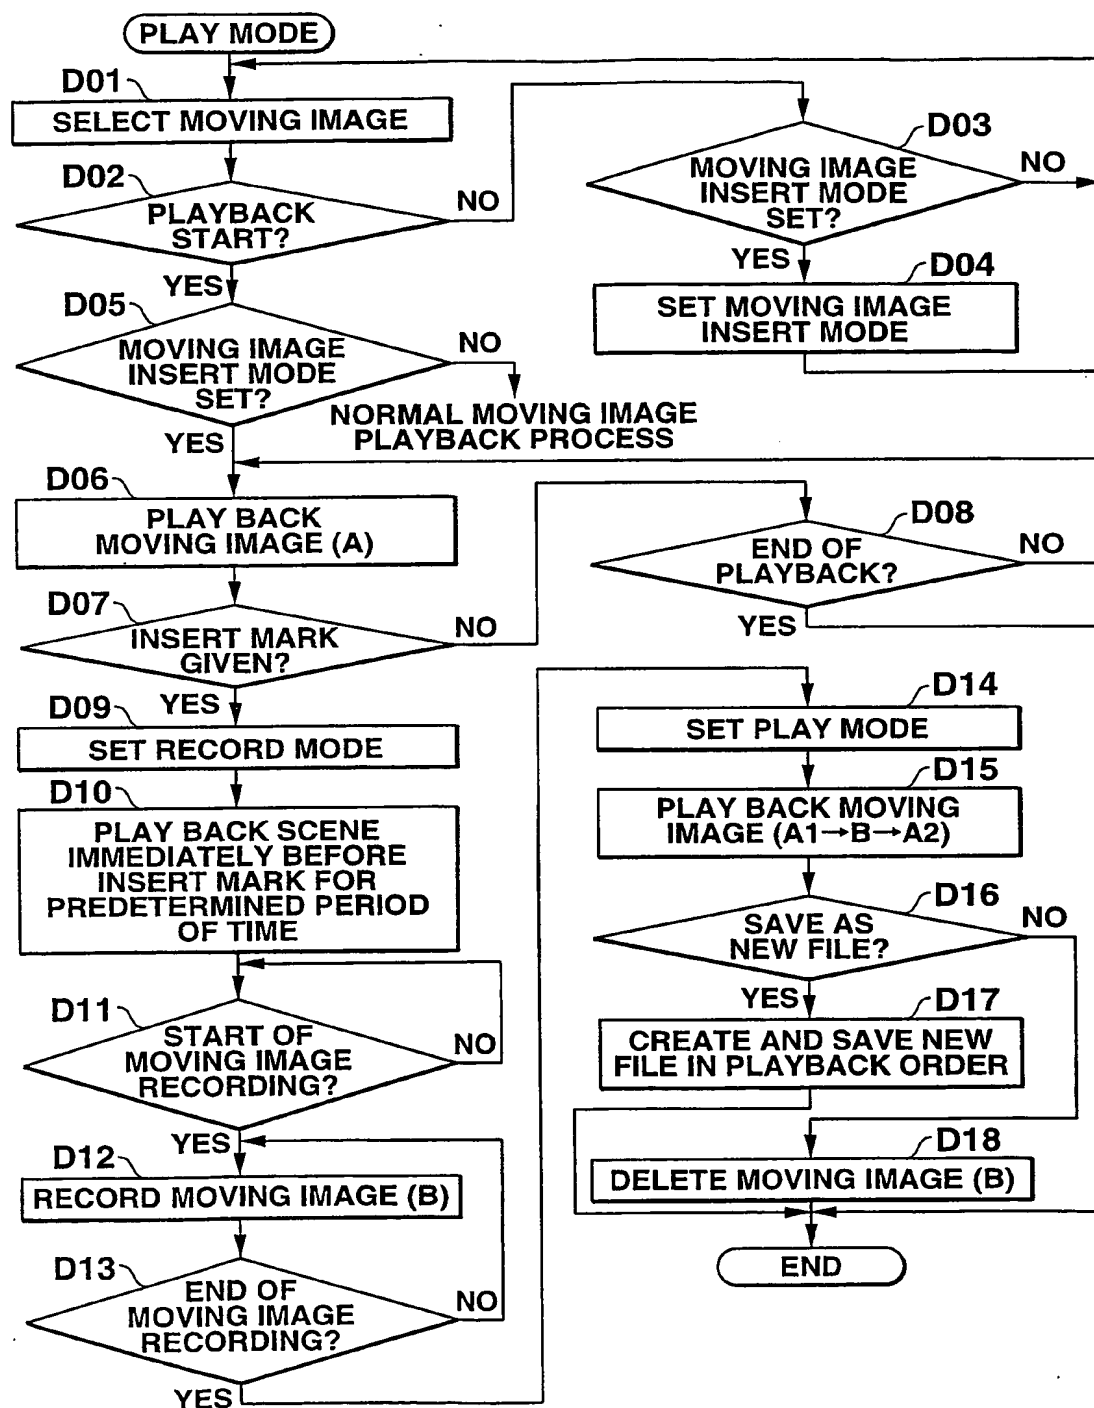 PLAY MODE
D01
SELECT MOVING IMAGE
D02
PLAYBACK
START?
NO
YES
D03
MOVING IMAGE
INSERT MODE
SET?
NO
YES
D04
SET MOVING IMAGE
INSERT MODE
D05
MOVING IMAGE
INSERT MODE
SET?
NO
NORMAL MOVING IMAGE
PLAYBACK PROCESS
YES
D06
PLAY BACK
MOVING IMAGE (A)
D07
INSERT MARK
GIVEN?
NO
YES
D08
END OF
PLAYBACK?
NO
YES
D09
SET RECORD MODE
D10
PLAY BACK SCENE
IMMEDIATELY BEFORE
INSERT MARK FOR
PREDETERMINED PERIOD
OF TIME
D11
START OF
MOVING IMAGE
RECORDING?
NO
YES
D12
RECORD MOVING IMAGE (B)
D13
END OF
MOVING IMAGE
RECORDING?
NO
YES
D14
SET PLAY MODE
D15
PLAY BACK MOVING
IMAGE (A1→B→A2)
D16
SAVE AS
NEW FILE?
NO
YES
D17
CREATE AND SAVE NEW
FILE IN PLAYBACK ORDER
D18
DELETE MOVING IMAGE (B)
END